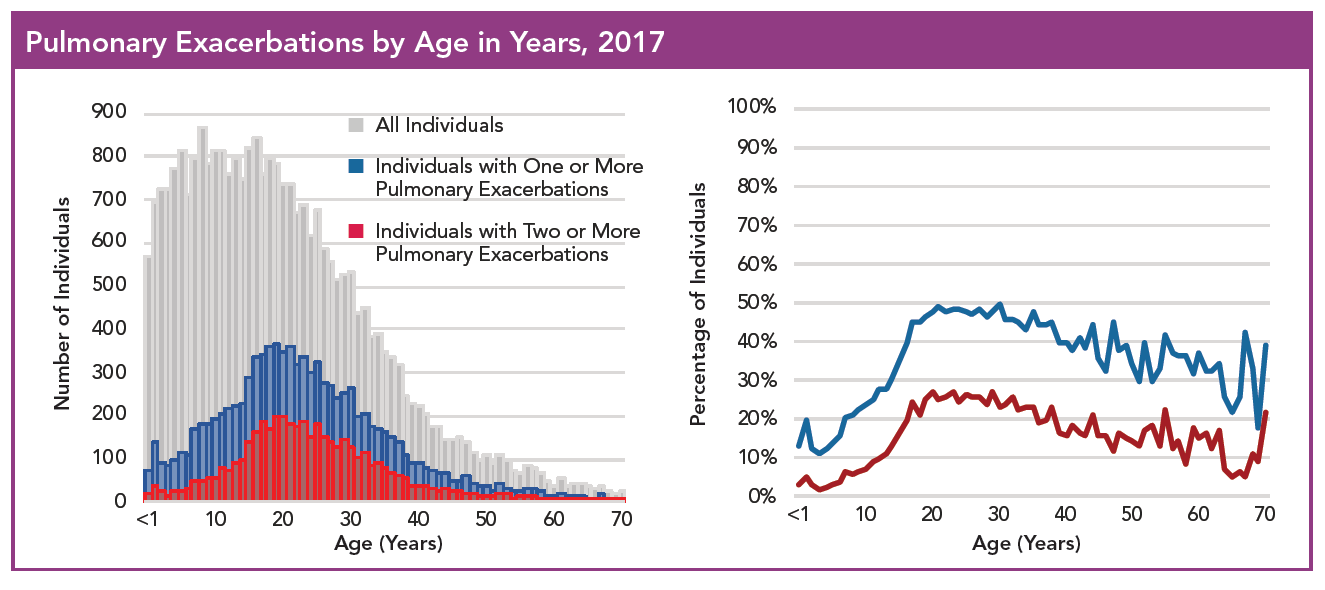 Pulmonary Exacerbations by Age in Years, 2017
900
800
700
600
500
400
300
200
100
0
Number of Individuals
All Individuals
Individuals with One or More
Pulmonary Exacerbations
Individuals with Two or More
Pulmonary Exacerbations
<1 10 20 30 40 50 60 70
Age (Years)
100%
90%
80%
70%
60%
50%
40%
30%
20%
10%
0%
Percentage of Individuals
<1 10 20 30 40 50 60 70
Age (Years)